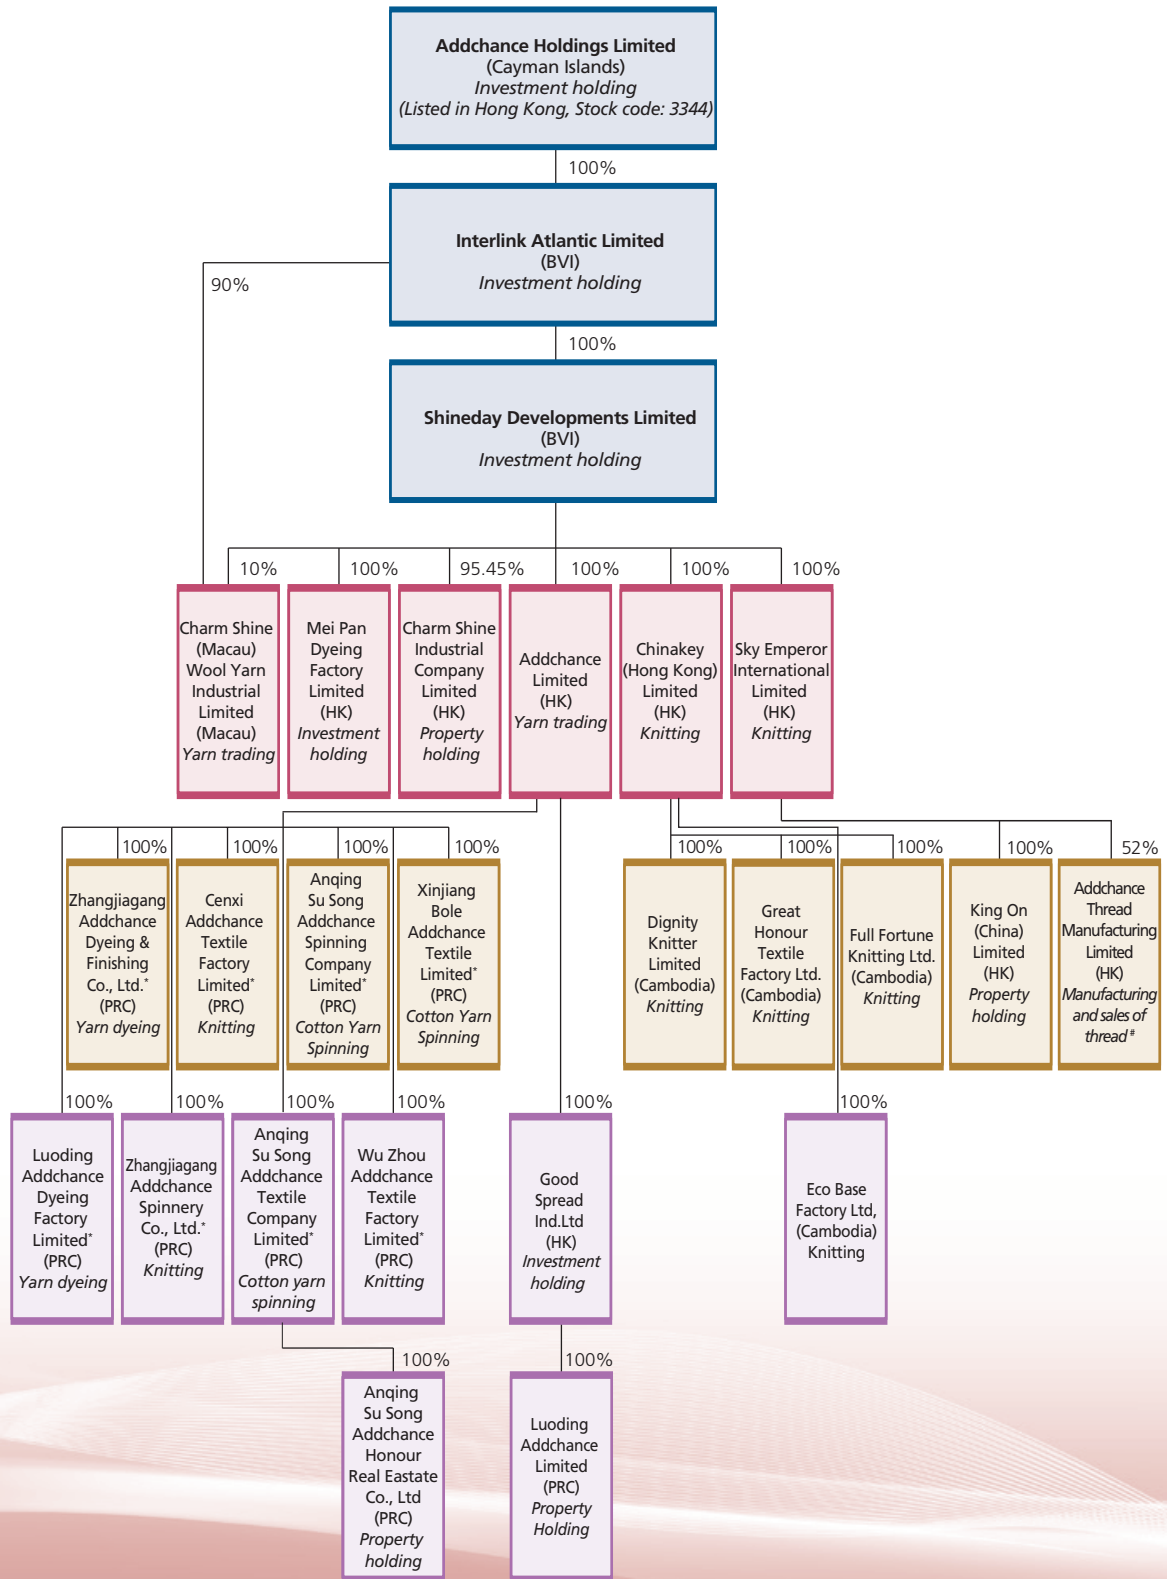 Addchance Holdings Limited
(Cayman Islands)
Investment holding
(Listed in Hong Kong, Stock code: 3344)
100%
Interlink Atlantic Limited
(BVI)
Investment holding
90%
100%
Shineday Developments Limited
(BVI)
Investment holding
10%
100%
95.45%
100%
100%
100%
Charm Shine
(Macau)
Wool Yarn
Industrial
Limited
(Macau)
Yarn trading
Mei Pan
Dyeing
Factory
Limited
(HK)
Investment
holding
Charm Shine
Industrial
Company
Limited
(HK)
Property
holding
Addchance
Limited
(HK)
Yarn trading
Chinakey
(Hong Kong)
Limited
(HK)
Knitting
Sky Emperor
International
Limited
(HK)
Knitting
100%
100%
100%
100%
100%
100%
100%
100%
52%
Zhangjiagang
Addchance
Dyeing &
Finishing
Co., Ltd.*
(PRC)
Yarn dyeing
Cenxi
Addchance
Textile
Factory
Limited*
(PRC)
Knitting
Anqing
Su Song
Addchance
Spinning
Company
Limited*
(PRC)
Cotton Yarn
Spinning
Xinjiang
Bole
Addchance
Textile
Limited*
(PRC)
Cotton Yarn
Spinning
Dignity
Knitter
Limited
(Cambodia)
Knitting
Great
Honour
Textile
Factory Ltd.
(Cambodia)
Knitting
Full Fortune
Knitting Ltd.
(Cambodia)
Knitting
King On
(China)
Limited
(HK)
Property
holding
Addchance
Thread
Manufacturing
Limited
(HK)
Manufacturing
and sales of
thread#
100%
100%
100%
100%
100%
100%
Luoding
Addchance
Dyeing
Factory
Limited*
(PRC)
Yarn dyeing
Zhangjiagang
Addchance
Spinnery
Co., Ltd.*
(PRC)
Knitting
Anqing
Su Song
Addchance
Textile
Company
Limited*
(PRC)
Cotton yarn
spinning
Wu Zhou
Addchance
Textile
Factory
Limited*
(PRC)
Knitting
Good
Spread
Ind.Ltd
(HK)
Investment
holding
Eco Base
Factory Ltd,
(Cambodia)
Knitting
100%
100%
Anqing
Su Song
Addchance
Honour
Real Eastate
Co., Ltd
(PRC)
Property
holding
Luoding
Addchance
Limited
(PRC)
Property
Holding